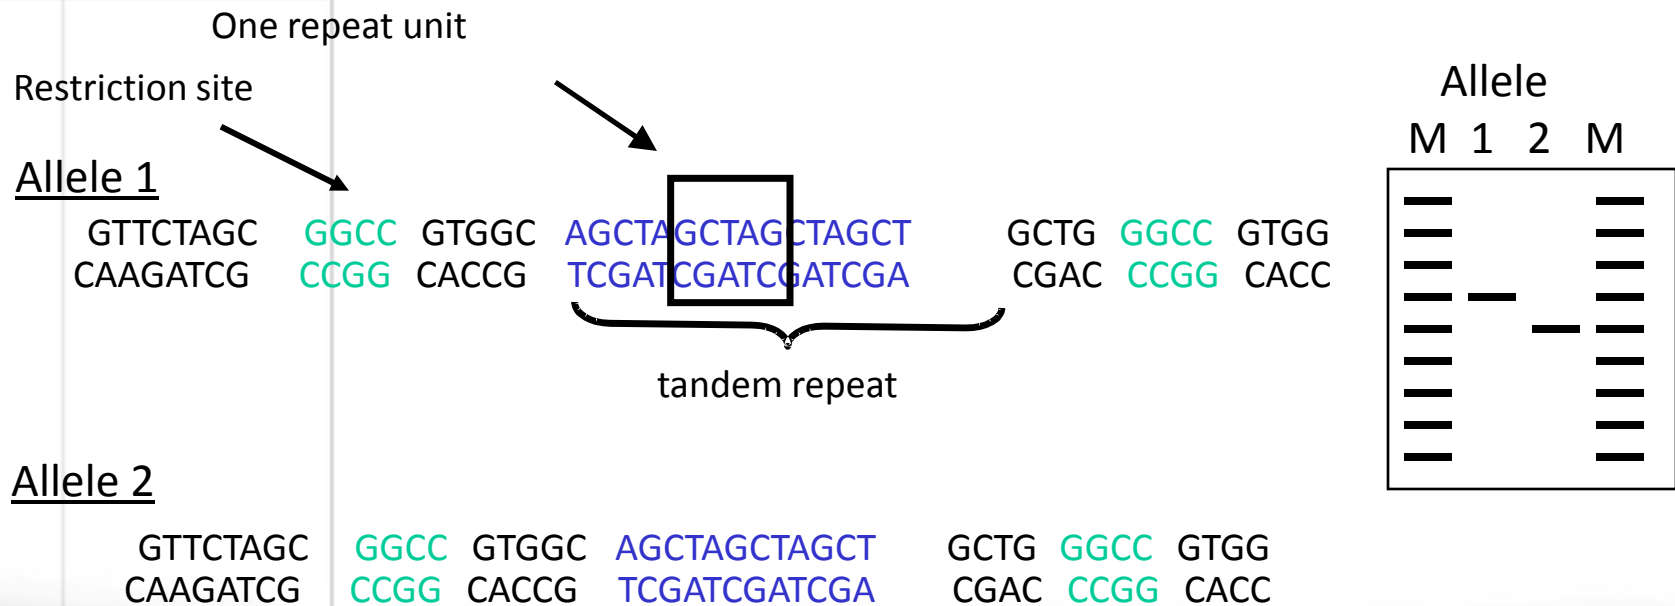 One repeat unit
Restriction site
Allele
M 1 2 M
Allele 1
GTTCTAGC GGCC GTGGC AGCTAGCTAGCTAGCT GCTG GGCC GTGG
CAAGATCG CCGG CACCG TCGATCGATCGATCGA CGAC CCGG CACC
tandem repeat
Allele 2
GTTCTAGC GGCC GTGGC AGCTAGCTAGCT GCTG GGCC GTGG
CAAGATCG CCGG CACCG TCGATCGATCGA CGAC CCGG CACC